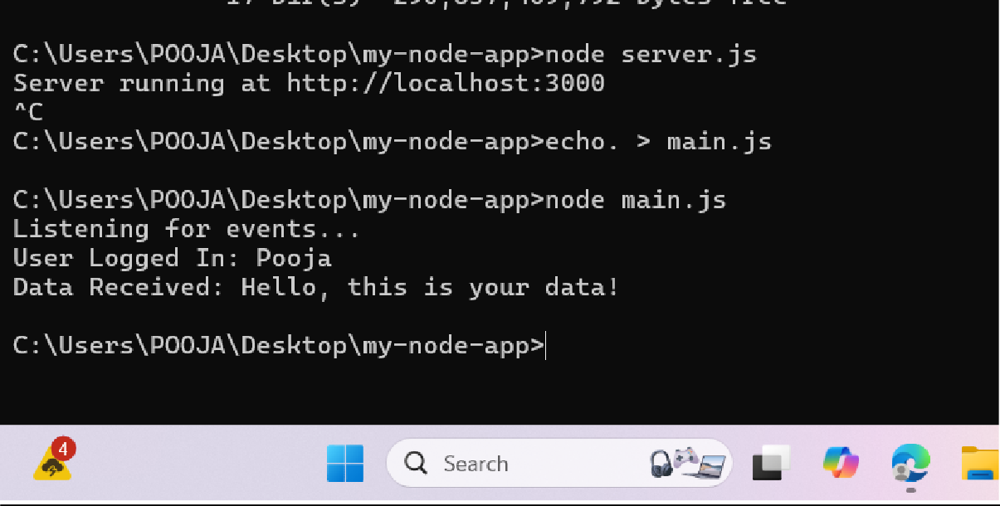 C:\Users\POOJA\Desktop\my-node-app>node server.js
Server running at http://localhost:3000
^C
C:\Users\POOJA\Desktop\my-node-app>echo. > main.js
C:\Users\POOJA\Desktop\my-node-app>node main.js
Listening for events...
User Logged In: Pooja
Data Received: Hello, this is your data!
C:\Users\POOJA\Desktop\my-node-app>
4
Search